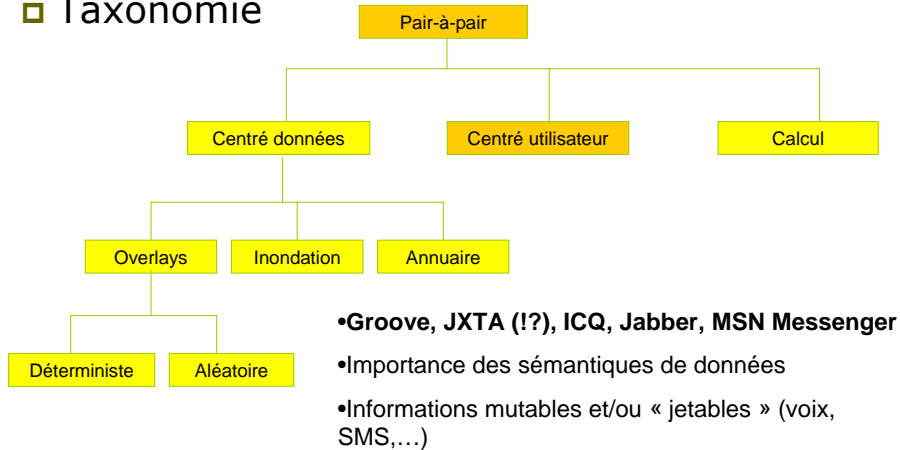 Taxonomie
Pair-à-pair
Centré données
Centré utilisateur
Calcul
Overlays
Inondation
Annuaire
Déterministe
Aléatoire
•Groove, JXTA (!?), ICQ, Jabber, MSN Messenger
•Importance des sémantiques de données
•Informations mutables et/ou « jetables » (voix,
SMS,…)